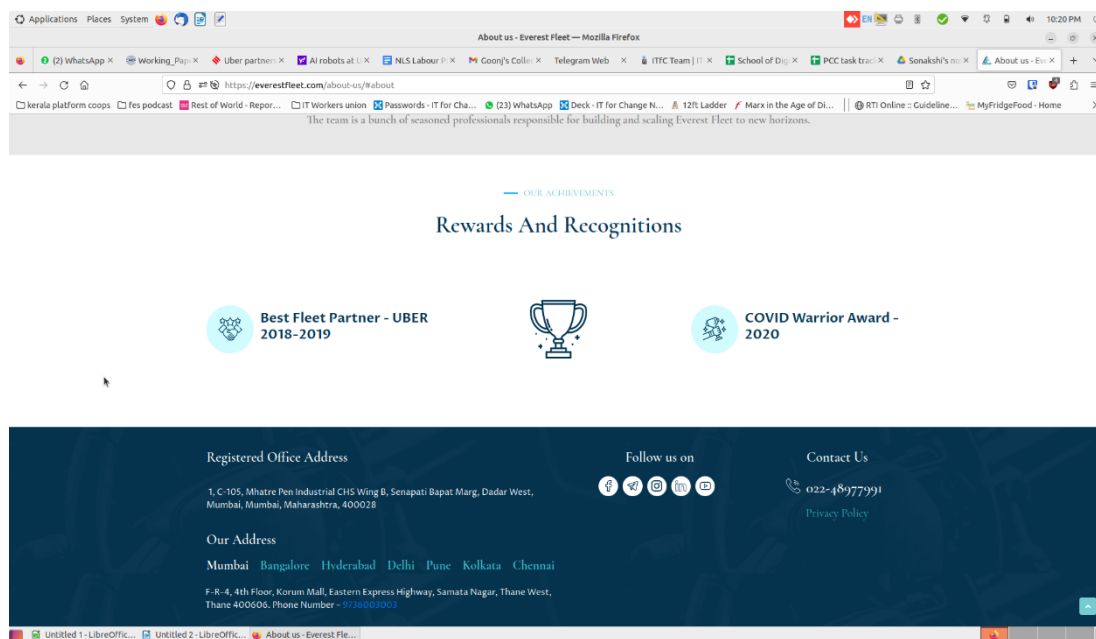 Applications Places System
EN
10:20 PM
About us - Everest Fleet — Mozilla Firefox
(2) WhatsApp
Working_Pap
Uber partner
AI robots at U
NLS Labour P
Goonj's Collec
Telegram Web
ITFC Team | IT
School of Digi
PCC task track
Sonakshi's no
About us - Eve
https://everestfleet.com/about-us/#about
kerala platform coops
fes podcast
Rest of World - Repor...
IT Workers union
Passwords - IT for Cha...
(23) WhatsApp
Deck - IT for Change N...
12ft Ladder
Marx in the Age of Di...
RTI Online :: Guideline...
MyFridgeFood - Home
The team is a bunch of seasoned professionals responsible for building and scaling Everest Fleet to new horizons.
OUR ACHIEVEMENTS
Rewards And Recognitions
Best Fleet Partner - UBER
2018-2019
COVID Warrior Award -
2020
Registered Office Address
1, C-105, Mhatre Pen Industrial CHS Wing B, Senapati Bapat Marg, Dadar West,
Mumbai, Mumbai, Maharashtra, 400028
Our Address
Mumbai Bangalore Hyderabad Delhi Pune Kolkata Chennai
F-R-4, 4th Floor, Korum Mall, Eastern Express Highway, Samata Nagar, Thane West,
Thane 400606. Phone Number - 9736003003
Follow us on
Contact Us
022-48977991
Privacy Policy
Untitled 1 - LibreOffic...
Untitled 2 - LibreOffic...
About us - Everest Fle...